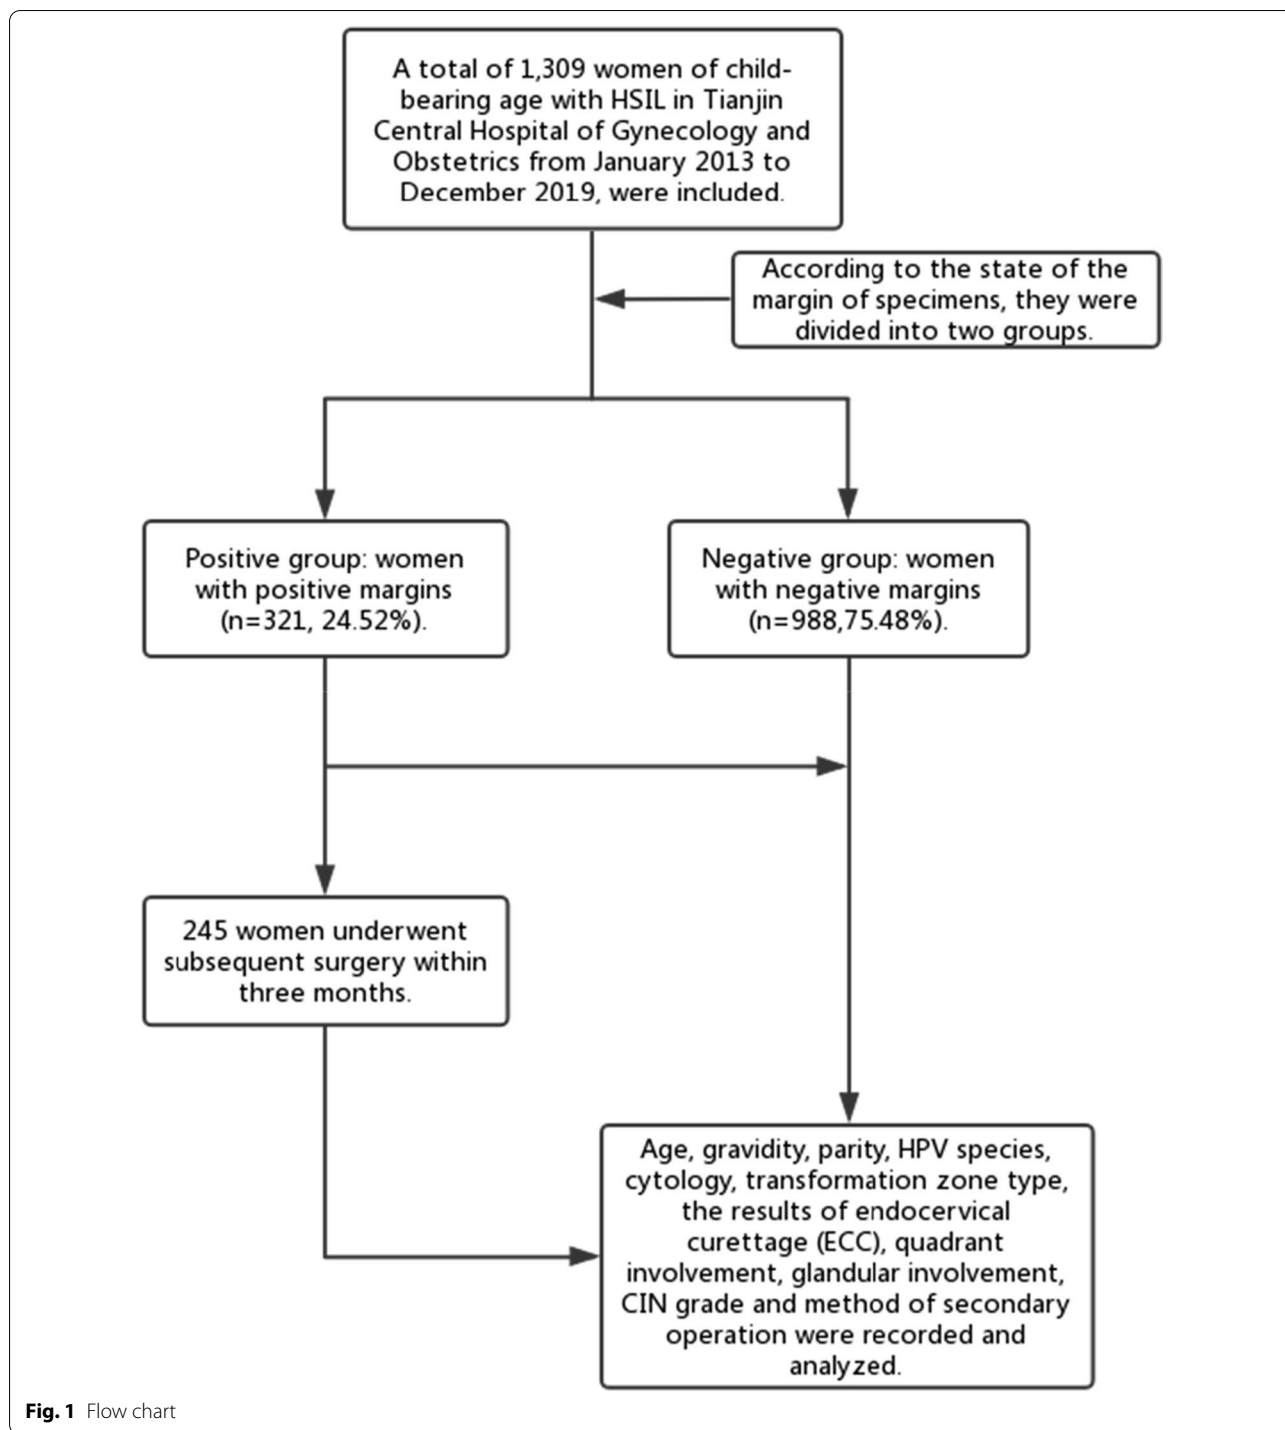 A total of 1,309 women of child-
bearing age with HSIL in Tianjin
Central Hospital of Gynecology and
Obstetrics from January 2013 to
December 2019, were included.
According to the state of the
margin of specimens, they were
divided into two groups.
Positive group: women
with positive margins
(n=321, 24.52%).
Negative group: women
with negative margins
(n=988,75.48%).
245 women underwent
subsequent surgery within
three months.
Age, gravidity, parity, HPV species,
cytology, transformation zone type,
the results of endocervical
curettage (ECC), quadrant
involvement, glandular involvement,
CIN grade and method of secondary
operation were recorded and
analyzed.
Fig. 1 Flow chart